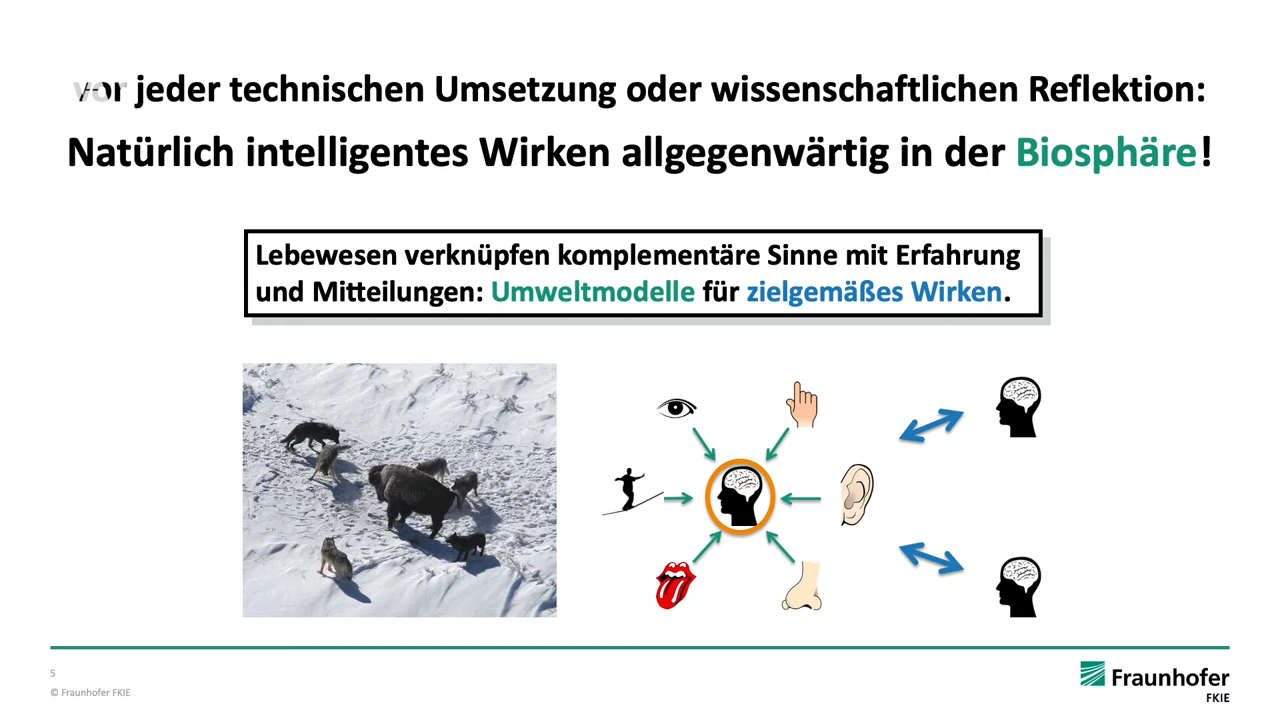 vor jeder technischen Umsetzung oder wissenschaftlichen Reflektion:
Natürlich intelligentes Wirken allgegenwärtig in der Biosphäre!
Lebewesen verknüpfen komplementäre Sinne mit Erfahrung
und Mitteilungen: Umweltmodelle für zielgemäßes Wirken.
5
© Fraunhofer FKIE
Fraunhofer
FKIE